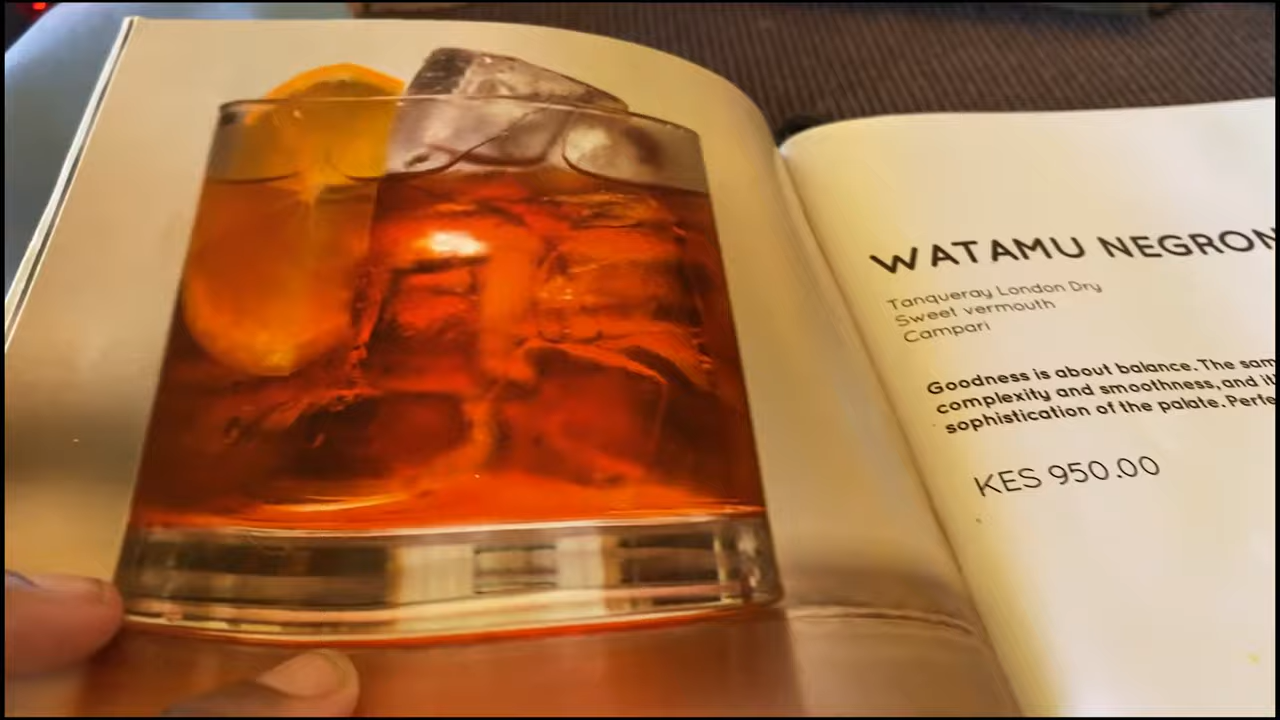 WATAMU NEGRON
Tanqueray London Dry
Sweet vermouth
Campari
Goodness is about balance. The sam
complexity and smoothness, and it
sophistication of the palate. Perfe
KES 950.00